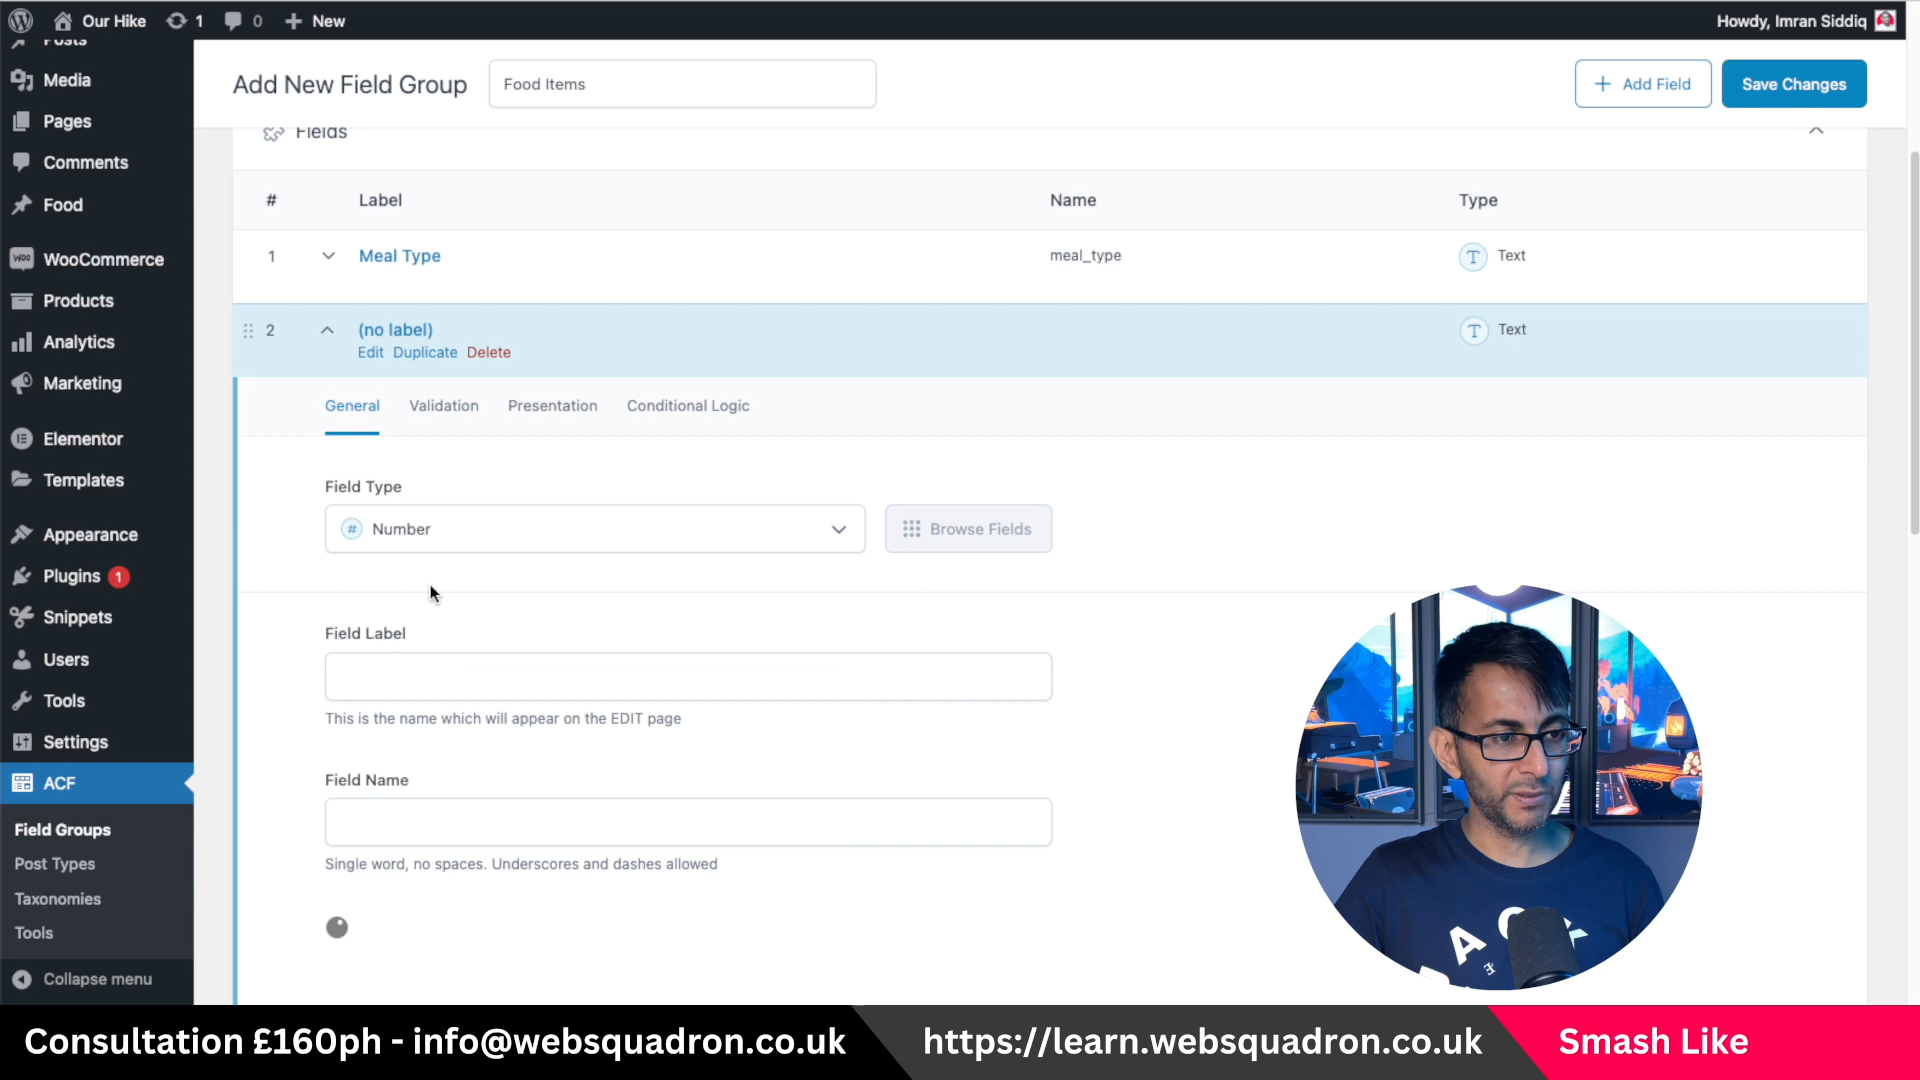 Our Hike 1 0 New
Howdy, Imran Siddiq
Posts
Media
Pages
Comments
Food
WooCommerce
Products
Analytics
Marketing
Elementor
Templates
Appearance
Plugins 1
Snippets
Users
Tools
Settings
ACF
Field Groups
Post Types
Taxonomies
Tools
Collapse menu
Add New Field Group
Food Items
+ Add Field
Save Changes
Fields
# Label Name Type
1 Meal Type meal_type T Text
2 (no label) T Text
Edit Duplicate Delete
General Validation Presentation Conditional Logic
Field Type
# Number
Browse Fields
Field Label
This is the name which will appear on the EDIT page
Field Name
Single word, no spaces. Underscores and dashes allowed
Consultation £160ph - info@websquadron.co.uk
https://learn.websquadron.co.uk
Smash Like